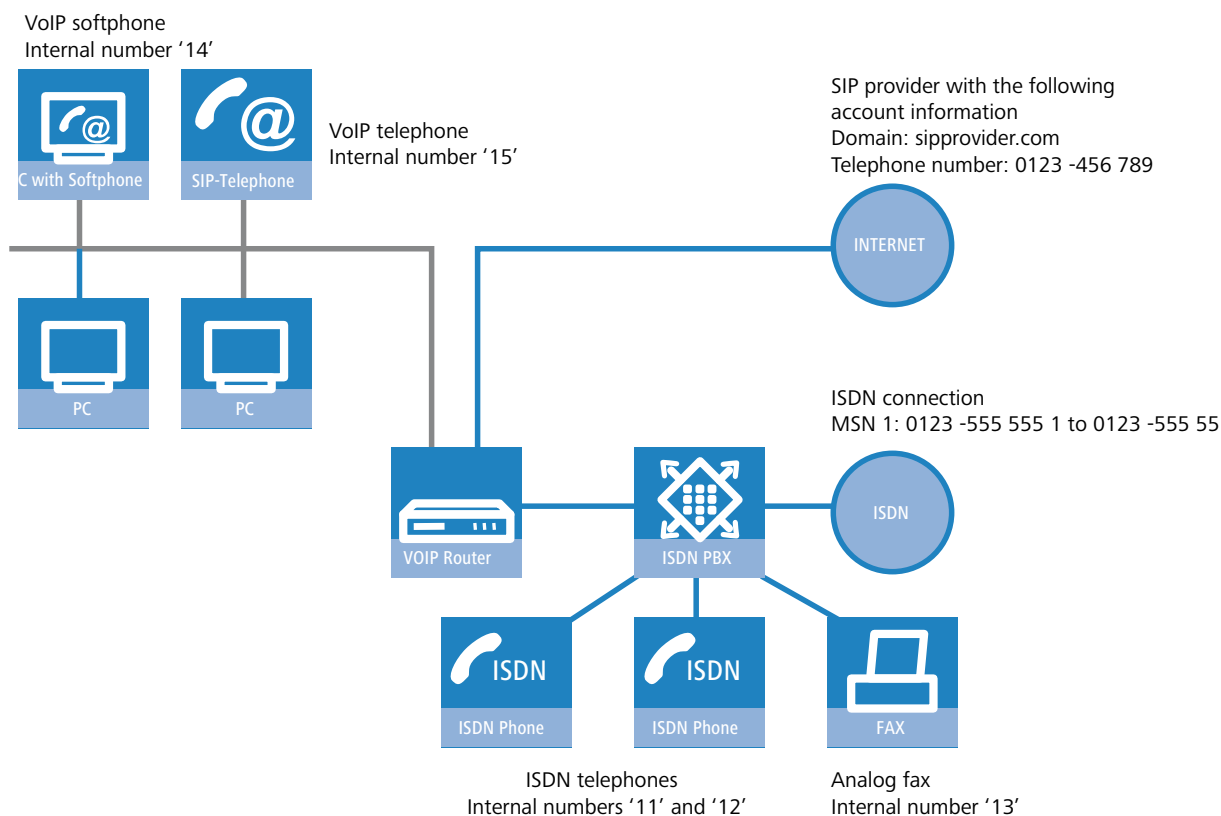 VoIP softphone
Internal number ‘14’
C with Softphone
SIP-Telephone
VoIP telephone
Internal number ‘15’
SIP provider with the following
account information
Domain: sipprovider.com
Telephone number: 0123 -456 789
INTERNET
PC
PC
ISDN connection
MSN 1: 0123 -555 555 1 to 0123 -555 55
VOIP Router
ISDN PBX
ISDN
ISDN
ISDN Phone
ISDN
ISDN Phone
FAX
ISDN telephones
Internal numbers ‘11’ and ‘12’
Analog fax
Internal number ‘13’